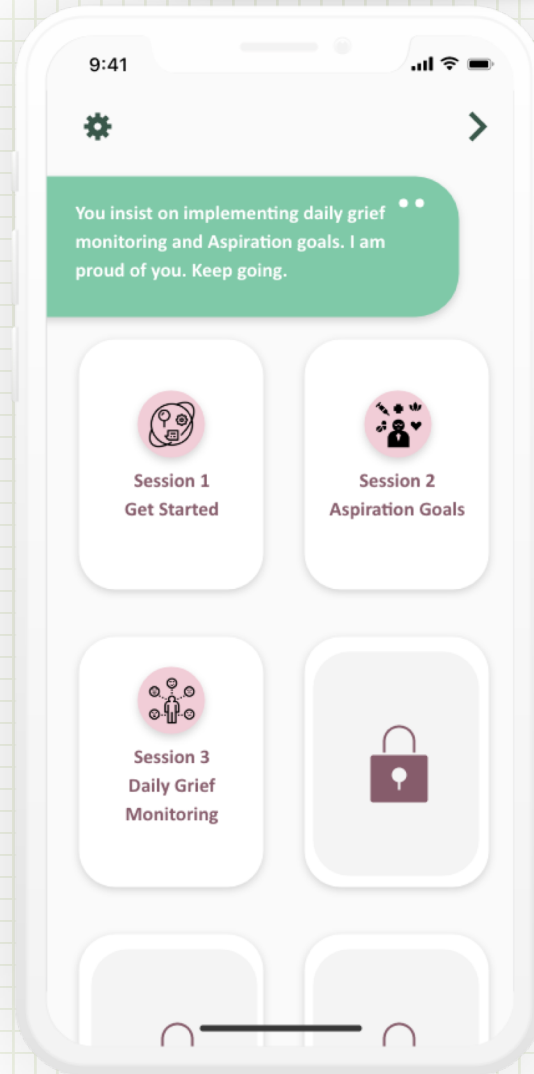 9:41
You insist on implementing daily grief
monitoring and Aspiration goals. I am
proud of you. Keep going.
Session 1
Get Started
Session 2
Aspiration Goals
Session 3
Daily Grief
Monitoring